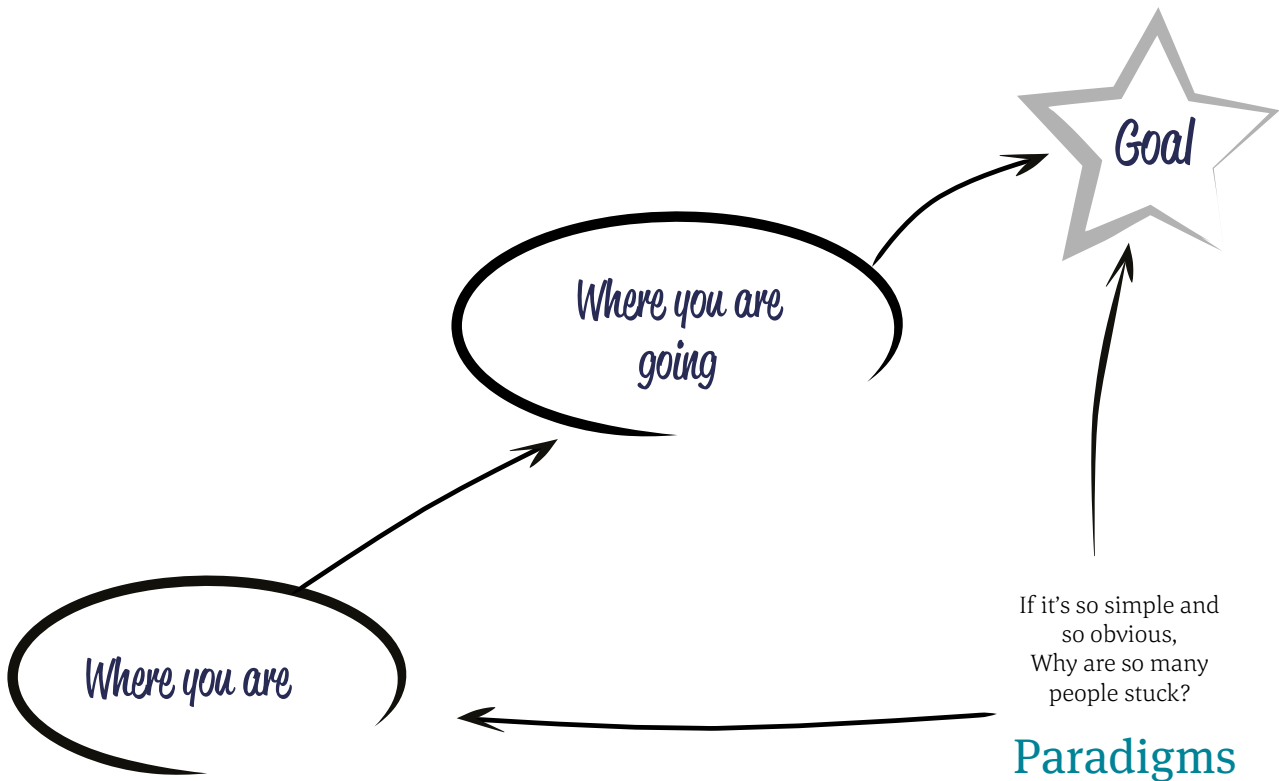 Goal
Where you are
going
Where you are
If it’s so simple and
so obvious,
Why are so many
people stuck?
Paradigms